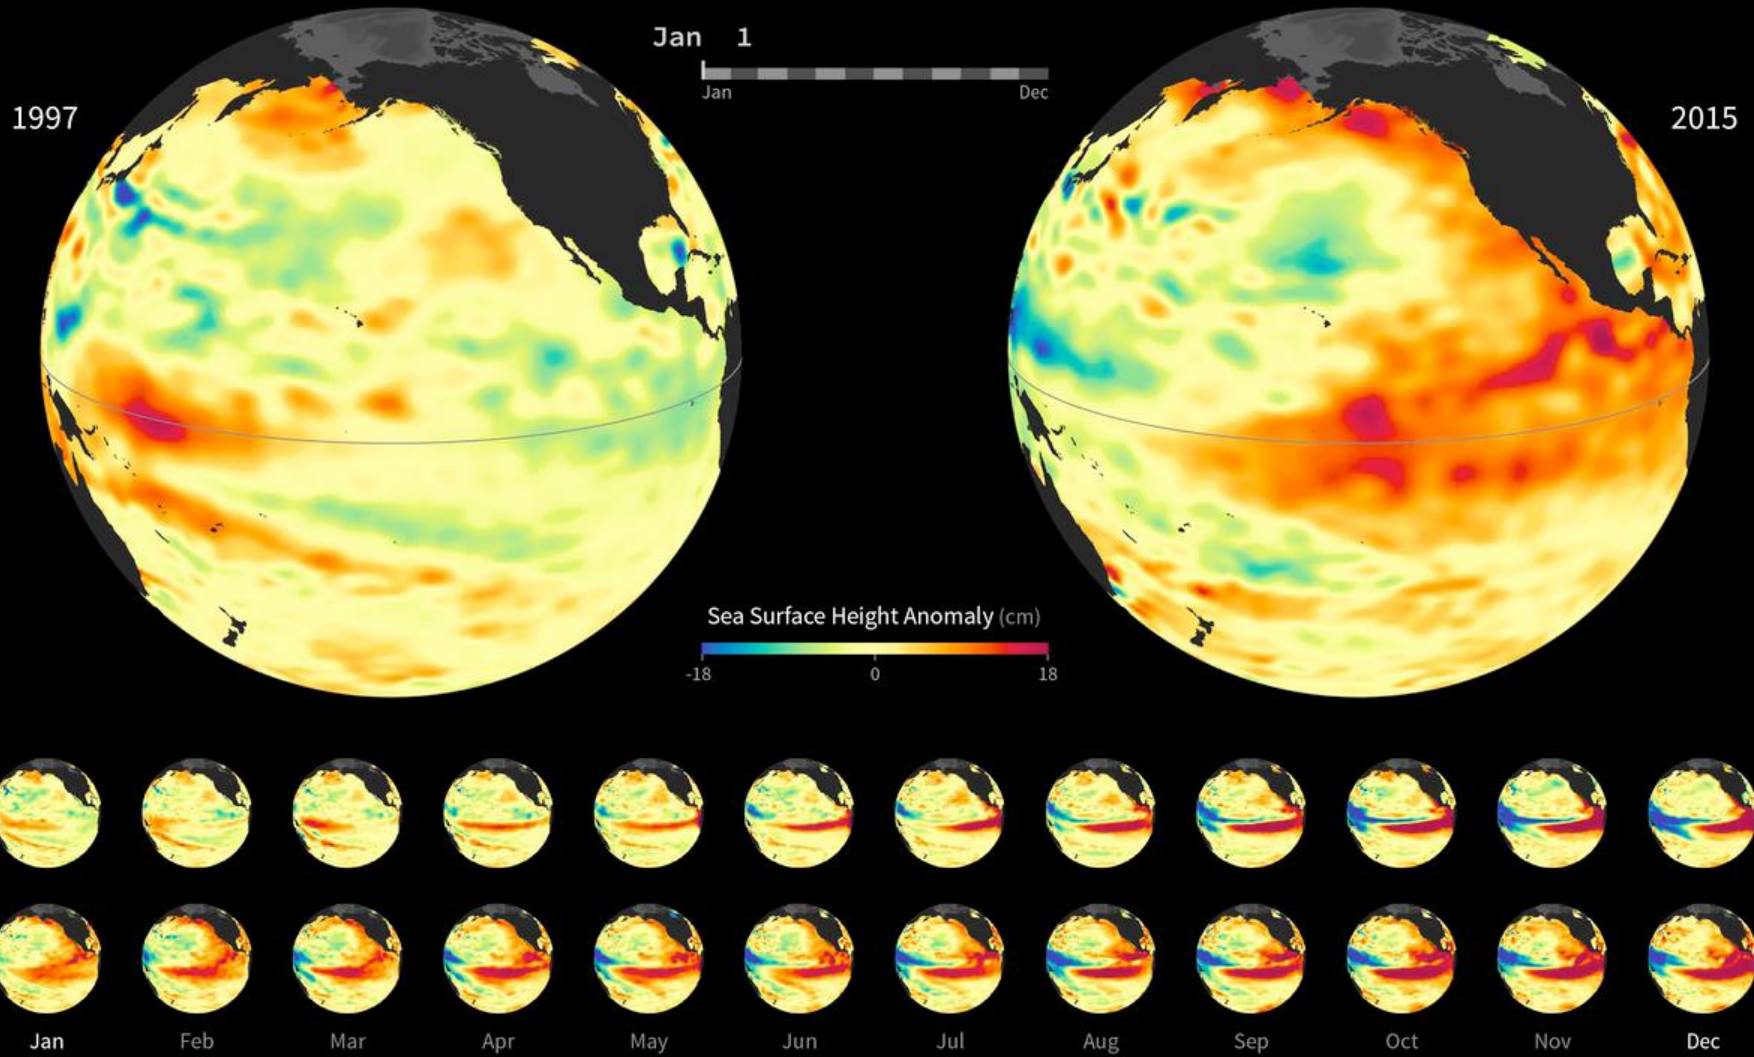 Jan 1
Jan Dec
1997
2015
Sea Surface Height Anomaly (cm)
-18 0 18
Jan Feb Mar Apr May Jun Jul Aug Sep Oct Nov Dec